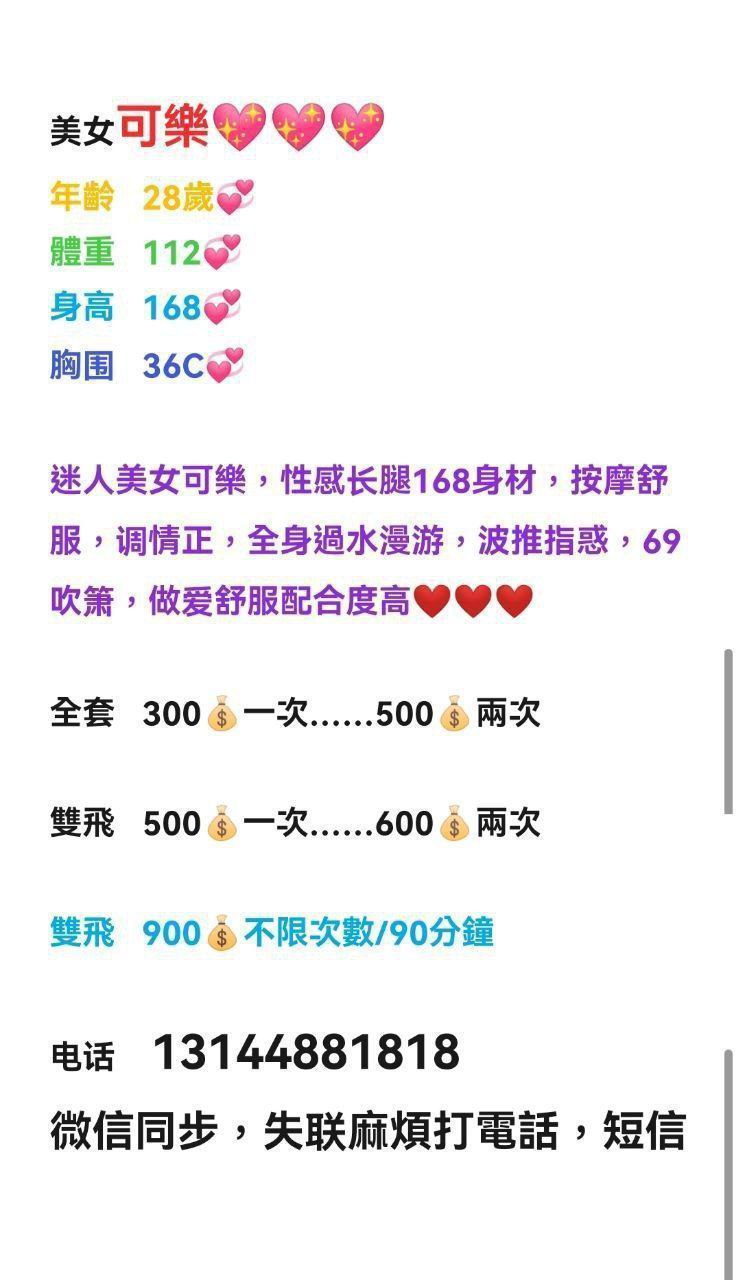 美女可樂💖💖💖
年齡 28歲💞
體重 112💞
身高 168💞
胸围 36C💞
迷人美女可樂，性感长腿168身材，按摩舒
服，调情正，全身過水漫游，波推指惑，69
吹箫，做爱舒服配合度高❤️❤️❤️
全套 300💰一次……500💰兩次
雙飛 500💰一次……600💰兩次
雙飛 900💰不限次數/90分鐘
电话 13144881818
微信同步，失联麻煩打電話，短信